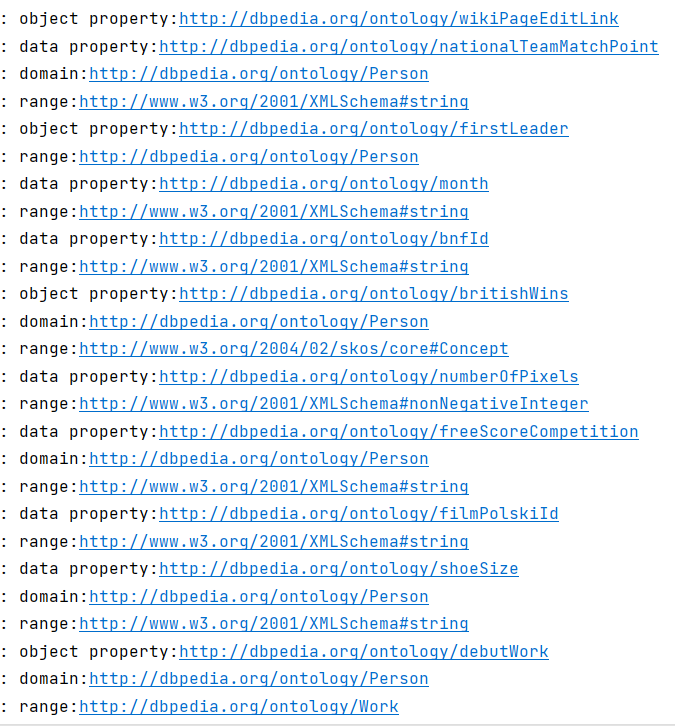 : object property:http://dbpedia.org/ontology/wikiPageEditLink
: data property:http://dbpedia.org/ontology/nationalTeamMatchPoint
: domain:http://dbpedia.org/ontology/Person
: range:http://www.w3.org/2001/XMLSchema#string
: object property:http://dbpedia.org/ontology/firstLeader
: range:http://dbpedia.org/ontology/Person
: data property:http://dbpedia.org/ontology/month
: range:http://www.w3.org/2001/XMLSchema#string
: data property:http://dbpedia.org/ontology/bnfId
: range:http://www.w3.org/2001/XMLSchema#string
: object property:http://dbpedia.org/ontology/britishWins
: domain:http://dbpedia.org/ontology/Person
: range:http://www.w3.org/2004/02/skos/core#Concept
: data property:http://dbpedia.org/ontology/numberOfPixels
: range:http://www.w3.org/2001/XMLSchema#nonNegativeInteger
: data property:http://dbpedia.org/ontology/freeScoreCompetition
: domain:http://dbpedia.org/ontology/Person
: range:http://www.w3.org/2001/XMLSchema#string
: data property:http://dbpedia.org/ontology/filmPolskiId
: range:http://www.w3.org/2001/XMLSchema#string
: data property:http://dbpedia.org/ontology/shoeSize
: domain:http://dbpedia.org/ontology/Person
: range:http://www.w3.org/2001/XMLSchema#string
: object property:http://dbpedia.org/ontology/debutWork
: domain:http://dbpedia.org/ontology/Person
: range:http://dbpedia.org/ontology/Work